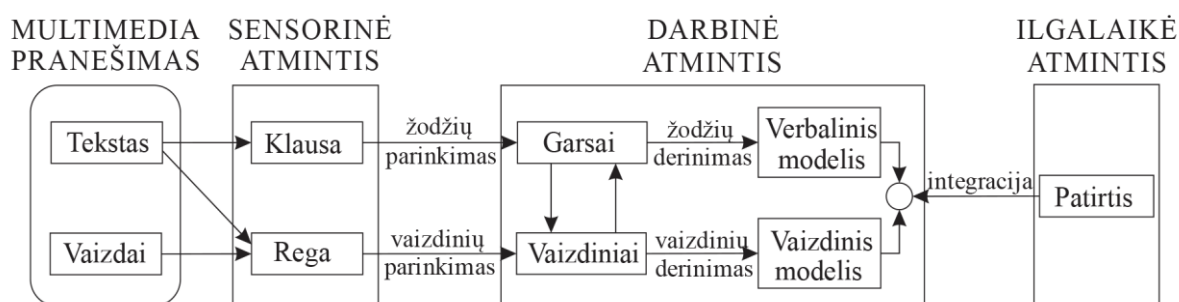 MULTIMEDIA
PRANEŠIMAS
SENSORINĖ
ATMINTIS
DARBINĖ
ATMINTIS
ILGALAIKĖ
ATMINTIS
Tekstas
Klausa
žodžių
parinkimas
Garsai
žodžių
derinimas
Verbalinis
modelis
integracija
Patirtis
Vaizdai
Rega
vaizdinių
parinkimas
Vaizdiniai
vaizdinių
derinimas
Vaizdinis
modelis